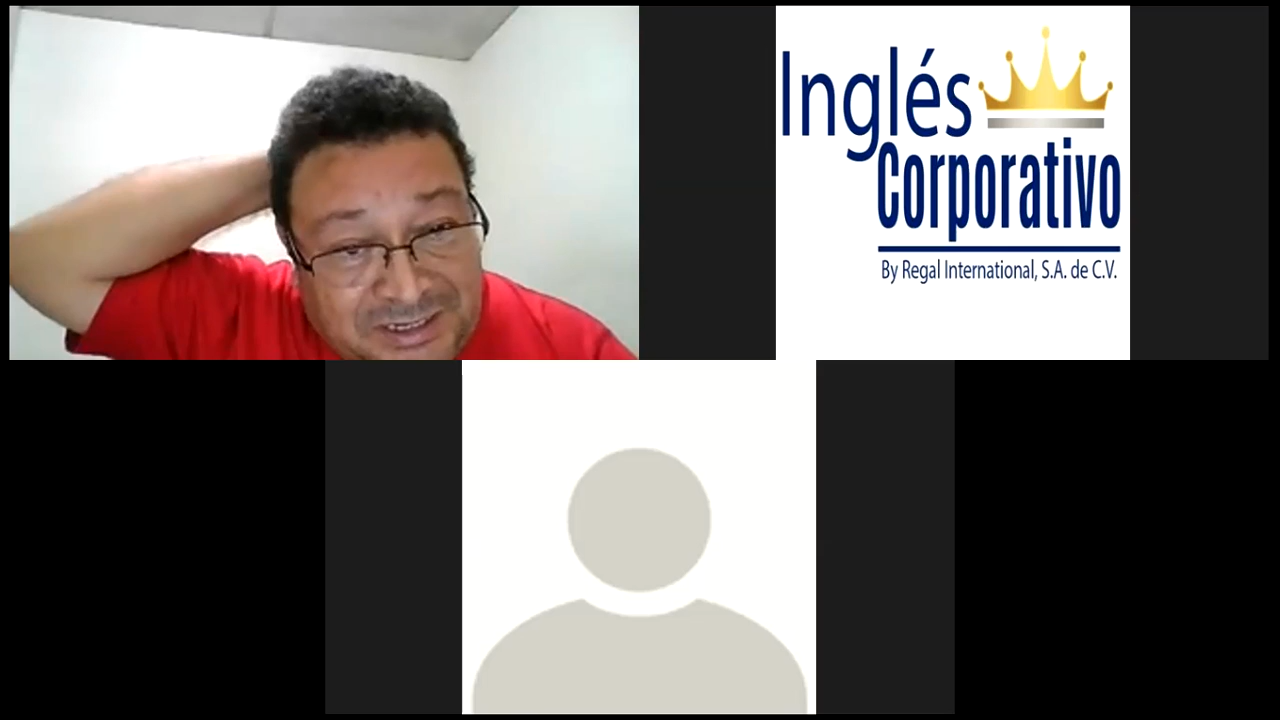 Inglés
Corporativo
By Regal International, S.A. de C.V.